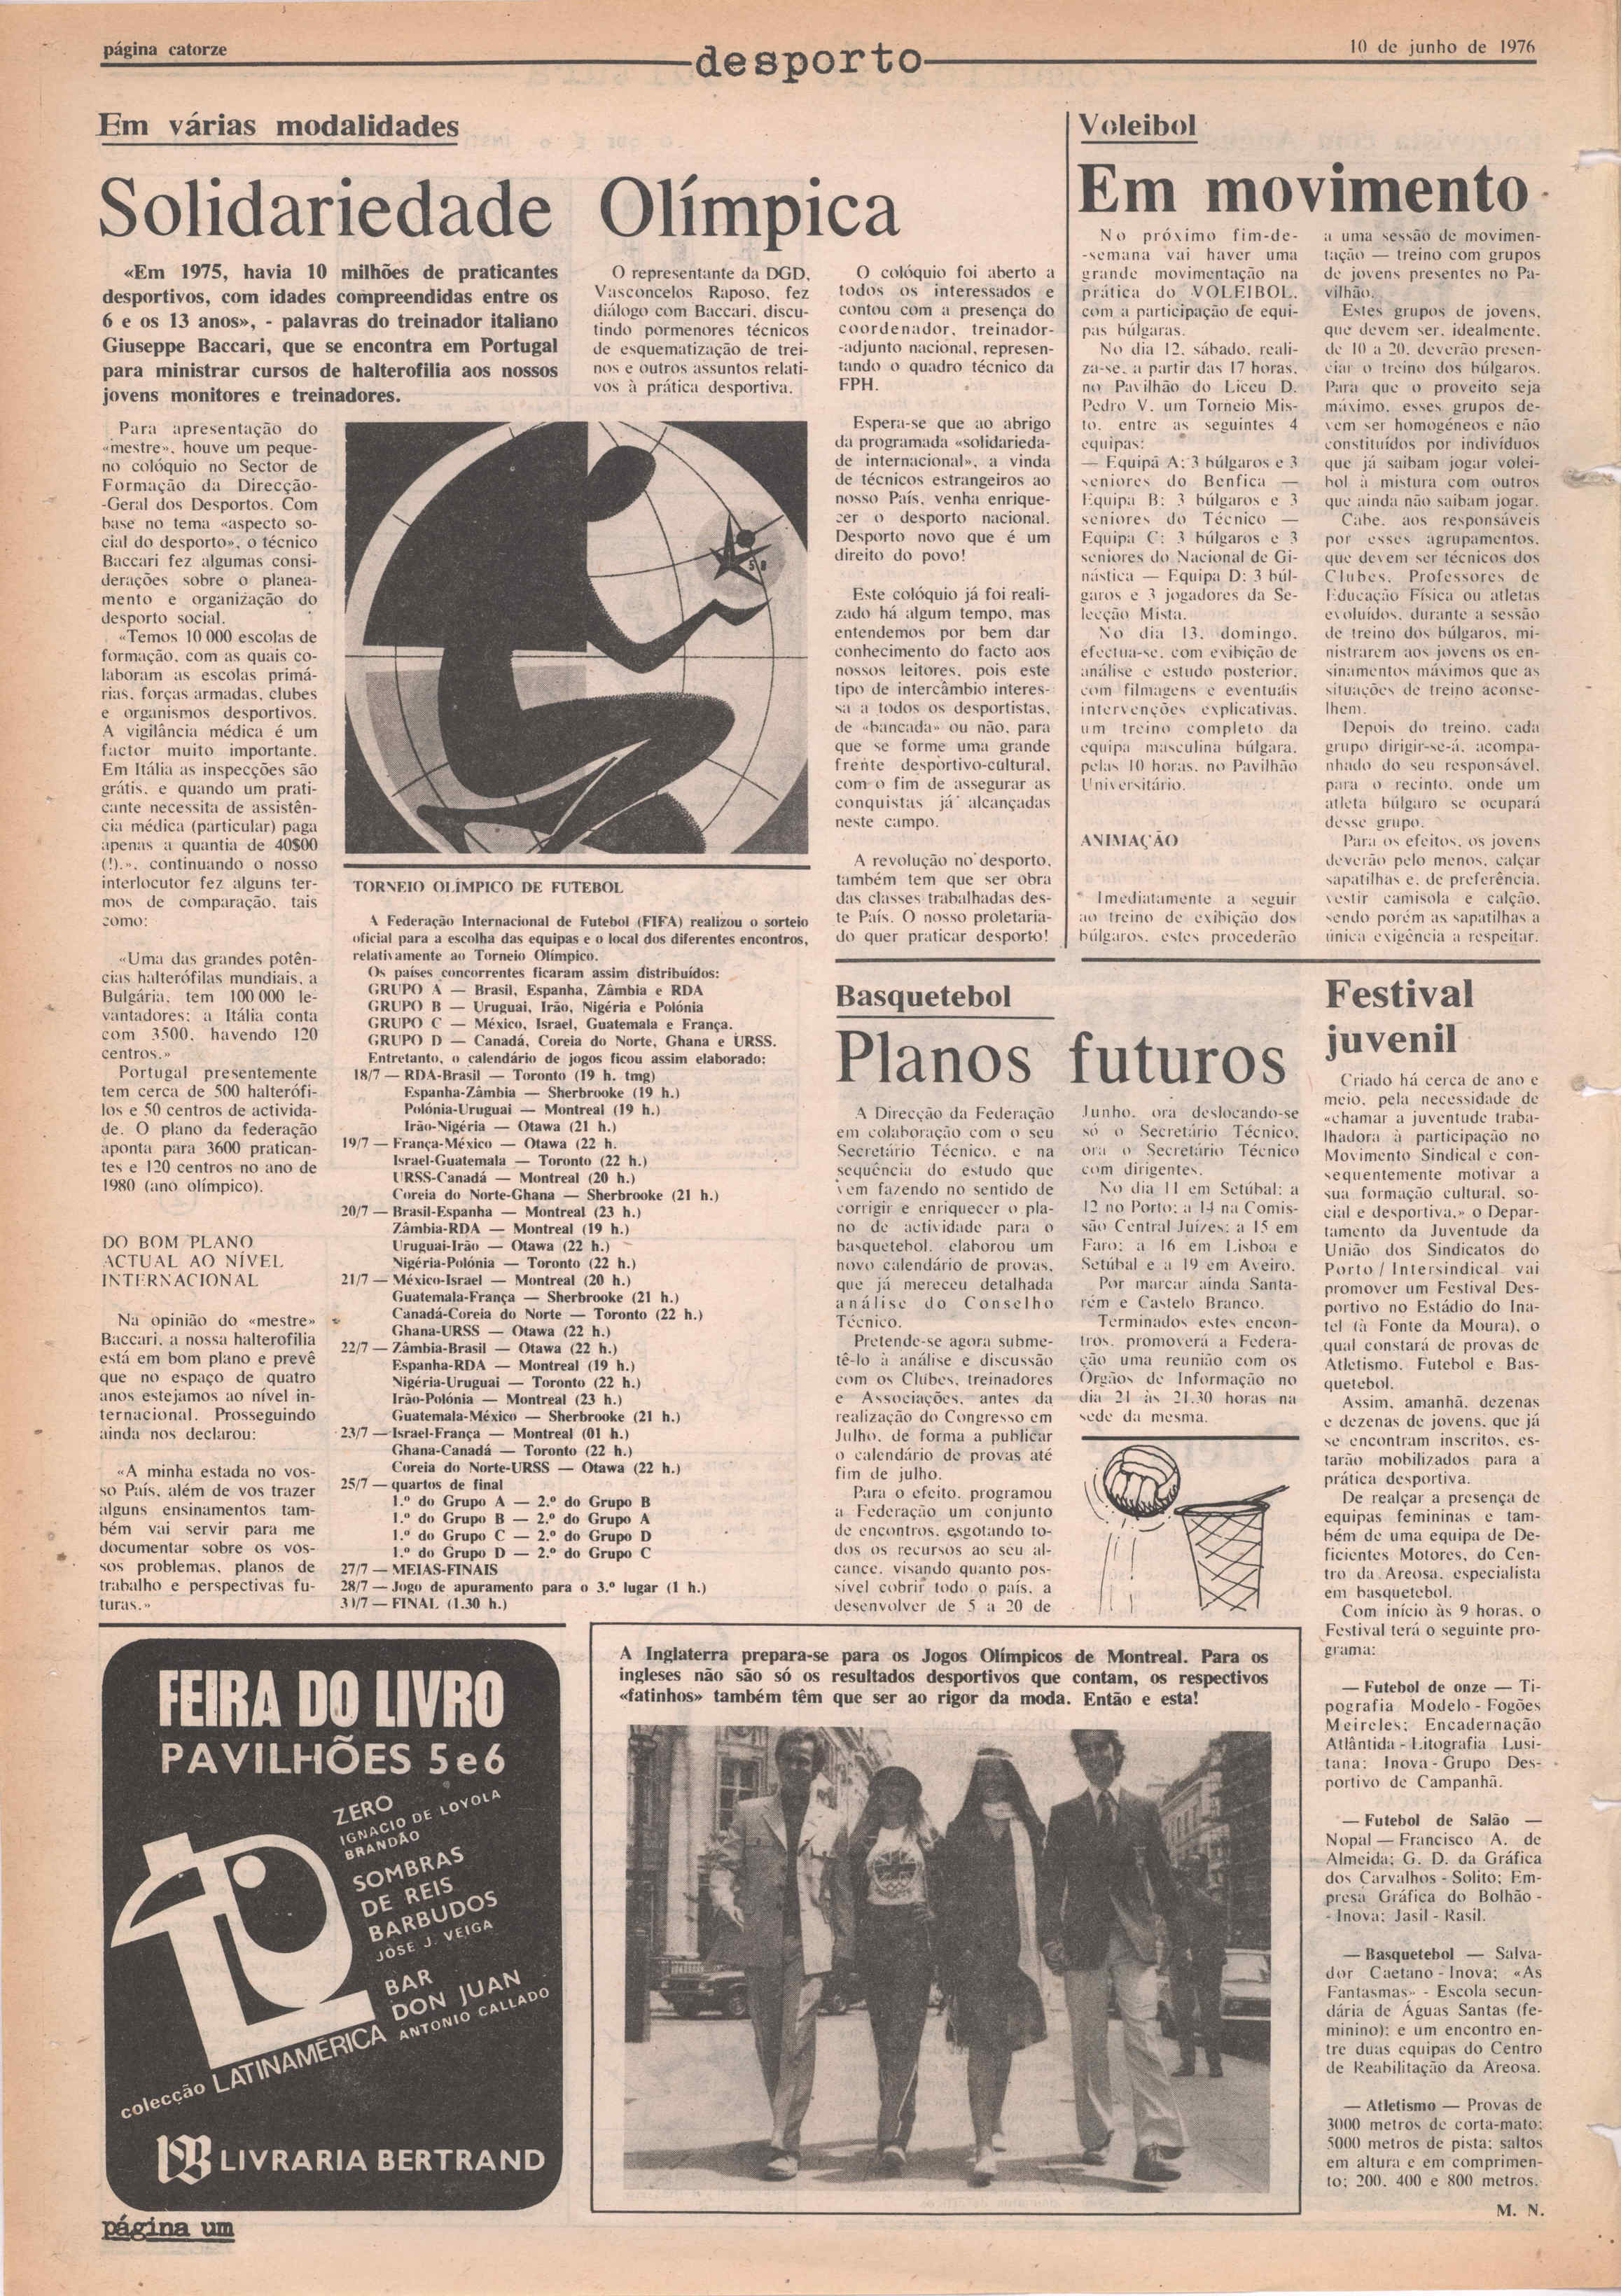 página catorze
desporto
10 de junho de 1976
Em várias modalidades
Solidariedade Olímpica
«Em 1975, havia 10 milhões de praticantes
desportivos, com idades compreendidas entre os
6 e os 13 anos», - palavras do treinador italiano
Giuseppe Baccari, que se encontra em Portugal
para ministrar cursos de halterofilia aos nossos
jovens monitores e treinadores.
Para apresentação do
«mestre», houve um peque-
no colóquio no Sector de
Formação da Direcção-
-Geral dos Desportos. Com
base no tema «aspecto so-
cial do desporto», o técnico
Baccari fez algumas consi-
derações sobre o planea-
mento e organização do
desporto social.
«Temos 10 000 escolas de
formação, com as quais co-
laboram as escolas primá-
rias, forças armadas, clubes
e organismos desportivos.
A vigilância médica é um
factor muito importante.
Em Itália as inspecções são
grátis, e quando um prati-
cante necessita de assistên-
cia médica (particular) paga
apenas a quantia de 40$00
(!).», continuando o nosso
interlocutor fez alguns ter-
mos de comparação, tais
como:
«Uma das grandes potên-
cias halterófilas mundiais, a
Bulgária, tem 100 000 le-
vantadores; a Itália conta
com 3500, havendo 120
centros.»
Portugal presentemente
tem cerca de 500 halterófi-
los e 50 centros de activida-
de. O plano da federação
aponta para 3600 pratican-
tes e 120 centros no ano de
1980 (ano olímpico).
DO BOM PLANO
ACTUAL AO NÍVEL
INTERNACIONAL
Na opinião do «mestre»
Baccari, a nossa halterofilia
está em bom plano e prevê
que no espaço de quatro
anos estejamos ao nível in-
ternacional. Prosseguindo
ainda nos declarou:
«A minha estada no vos-
so País, além de vos trazer
alguns ensinamentos tam-
bém vai servir para me
documentar sobre os vos-
sos problemas, planos de
trabalho e perspectivas fu-
turas.»
O representante da DGD,
Vasconcelos Raposo, fez
diálogo com Baccari, discu-
tindo pormenores técnicos
de esquematização de trei-
nos e outros assuntos relati-
vos à prática desportiva.
O colóquio foi aberto a
todos os interessados e
contou com a presença do
coordenador, treinador-
-adjunto nacional, represen-
tando o quadro técnico da
FPH.
Espera-se que ao abrigo
da programada «solidarieda-
de internacional», a vinda
de técnicos estrangeiros ao
nosso País, venha enrique-
cer o desporto nacional.
Desporto novo que é um
direito do povo!
Este colóquio já foi reali-
zado há algum tempo, mas
entendemos por bem dar
conhecimento do facto aos
nossos leitores, pois este
tipo de intercâmbio interes-
sa a todos os desportistas,
de «bancada» ou não, para
que se forme uma grande
frente desportivo-cultural,
com o fim de assegurar as
conquistas já alcançadas
neste campo.
A revolução no desporto,
também tem que ser obra
das classes trabalhadas des-
te País. O nosso proletaria-
do quer praticar desporto!
TORNEIO OLÍMPICO DE FUTEBOL
A Federação Internacional de Futebol (FIFA) realizou o sorteio
oficial para a escolha das equipas e o local dos diferentes encontros,
relativamente ao Torneio Olímpico.
Os países concorrentes ficaram assim distribuídos:
GRUPO A — Brasil, Espanha, Zâmbia e RDA
GRUPO B — Uruguai, Irão, Nigéria e Polónia
GRUPO C — México, Israel, Guatemala e França.
GRUPO D — Canadá, Coreia do Norte, Ghana e URSS.
Entretanto, o calendário de jogos ficou assim elaborado:
18/7 — RDA-Brasil — Toronto (19 h. tmg)
Espanha-Zâmbia — Sherbrooke (19 h.)
Polónia-Uruguai — Montreal (19 h.)
Irão-Nigéria — Otawa (21 h.)
19/7 — França-México — Otawa (22 h.
Israel-Guatemala — Toronto (22 h.)
URSS-Canadá — Montreal (20 h.)
Coreia do Norte-Ghana — Sherbrooke (21 h.)
20/7 — Brasil-Espanha — Montreal (23 h.)
Zâmbia-RDA — Montreal (19 h.)
Uruguai-Irão — Otawa (22 h.)
Nigéria-Polónia — Toronto (22 h.)
21/7 — México-Israel — Montreal (20 h.)
Guatemala-França — Sherbrooke (21 h.)
Canadá-Coreia do Norte — Toronto (22 h.)
Ghana-URSS — Otawa (22 h.)
22/7 — Zâmbia-Brasil — Otawa (22 h.)
Espanha-RDA — Montreal (19 h.)
Nigéria-Uruguai — Toronto (22 h.)
Irão-Polónia — Montreal (23 h.)
Guatemala-México — Sherbrooke (21 h.)
23/7 — Israel-França — Montreal (01 h.)
Ghana-Canadá — Toronto (22 h.)
Coreia do Norte-URSS — Otawa (22 h.)
25/7 — quartos de final
1.º do Grupo A — 2.º do Grupo B
1.º do Grupo B — 2.º do Grupo A
1.º do Grupo C — 2.º do Grupo D
1.º do Grupo D — 2.º do Grupo C
27/7 — MEIAS-FINAIS
28/7 — Jogo de apuramento para o 3.º lugar (1 h.)
31/7 — FINAL (1.30 h.)
Voleibol
Em movimento
No próximo fim-de-
-semana vai haver uma
grande movimentação na
prática do VOLEIBOL,
com a participação de equi-
pas búlgaras.
No dia 12, sábado, reali-
za-se, a partir das 17 horas,
no Pavilhão do Liceu D.
Pedro V, um Torneio Mis-
to, entre as seguintes 4
equipas:
— Equipa A: 3 búlgaros e 3
seniores do Benfica —
Equipa B: 3 búlgaros e 3
seniores do Técnico —
Equipa C: 3 búlgaros e 3
seniores do Nacional de Gi-
nástica — Equipa D: 3 búl-
garos e 3 jogadores da Se-
lecção Mista.
No dia 13, domingo,
efectua-se, com exibição de
análise e estudo posterior,
com filmagens e eventuais
intervenções explicativas,
um treino completo da
equipa masculina búlgara,
pelas 10 horas, no Pavilhão
Universitário.
ANIMAÇÃO
Imediatamente a seguir
ao treino de exibição dos
búlgaros, estes procederão
a uma sessão de movimen-
tação — treino com grupos
de jovens presentes no Pa-
vilhão.
Estes grupos de jovens,
que devem ser, idealmente,
de 10 a 20, deverão presen-
ciar o treino dos búlgaros.
Para que o proveito seja
máximo, esses grupos de-
vem ser homogéneos e não
constituídos por indivíduos
que já saibam jogar volei-
bol à mistura com outros
que ainda não saibam jogar.
Cabe, aos responsáveis
por esses agrupamentos,
que devem ser técnicos dos
Clubes, Professores de
Educação Física ou atletas
evoluídos, durante a sessão
de treino dos búlgaros, mi-
nistrarem aos jovens os en-
sinamentos máximos que as
situações de treino aconse-
lhem.
Depois do treino, cada
grupo dirigir-se-á, acompa-
nhado do seu responsável,
para o recinto, onde um
atleta búlgaro se ocupará
desse grupo.
Para os efeitos, os jovens
deverão pelo menos, calçar
sapatilhas e, de preferência,
vestir camisola e calção,
sendo porém as sapatilhas a
única exigência a respeitar.
Basquetebol
Planos futuros
A Direcção da Federação
em colaboração com o seu
Secretário Técnico, e na
sequência do estudo que
vem fazendo no sentido de
corrigir e enriquecer o pla-
no de actividade para o
basquetebol, elaborou um
novo calendário de provas,
que já mereceu detalhada
análise do Conselho
Técnico.
Pretende-se agora subme-
tê-lo à análise e discussão
com os Clubes, treinadores
e Associações, antes da
realização do Congresso em
Julho, de forma a publicar
o calendário de provas até
fim de julho.
Para o efeito, programou
a Federação um conjunto
de encontros, esgotando to-
dos os recursos ao seu al-
cance, visando quanto pos-
sível cobrir todo o país, a
desenvolver de 5 a 20 de
Junho, ora deslocando-se
só o Secretário Técnico,
ora o Secretário Técnico
com dirigentes.
No dia 11 em Setúbal; a
12 no Porto; a 14 na Comis-
são Central Juízes; a 15 em
Faro; a 16 em Lisboa e
Setúbal e a 19 em Aveiro.
Por marcar ainda Santa-
rém e Castelo Branco.
Terminados estes encon-
tros, promoverá a Federa-
ção uma reunião com os
Órgãos de Informação no
dia 21 às 21.30 horas na
sede da mesma.
Festival
juvenil
Criado há cerca de ano e
meio, pela necessidade de
«chamar a juventude traba-
lhadora à participação no
Movimento Sindical e con-
sequentemente motivar a
sua formação cultural, so-
cial e desportiva,» o Depar-
tamento da Juventude da
União dos Sindicatos do
Porto / Intersindical vai
promover um Festival Des-
portivo no Estádio do Ina-
tel (à Fonte da Moura), o
qual constará de provas de
Atletismo, Futebol e Bas-
quetebol.
Assim, amanhã, dezenas
e dezenas de jovens, que já
se encontram inscritos, es-
tarão mobilizados para a
prática desportiva.
De realçar a presença de
equipas femininas e tam-
bém de uma equipa de De-
ficientes Motores, do Cen-
tro da Areosa, especialista
em basquetebol.
Com início às 9 horas, o
Festival terá o seguinte pro-
grama:
— Futebol de onze — Ti-
pografia Modelo - Fogões
Meireles; Encadernação
Atlântida - Litografia Lusi-
tana; Inova - Grupo Des-
portivo de Campanhã.
— Futebol de Salão —
Nopal — Francisco A. de
Almeida; G. D. da Gráfica
dos Carvalhos - Solito; Em-
presa Gráfica do Bolhão -
- Inova; Jasil - Rasil.
— Basquetebol — Salva-
dor Caetano - Inova; «As
Fantasmas» - Escola secun-
dária de Águas Santas (fe-
minino); e um encontro en-
tre duas equipas do Centro
de Reabilitação da Areosa.
— Atletismo — Provas de
3000 metros de corta-mato;
5000 metros de pista; saltos
em altura e em comprimen-
to; 200, 400 e 800 metros.
M. N.
A Inglaterra prepara-se para os Jogos Olímpicos de Montreal. Para os
ingleses não são só os resultados desportivos que contam, os respectivos
«fatinhos» também têm que ser ao rigor da moda. Então e esta!
FEIRA DO LIVRO
PAVILHÕES 5 e 6
ZERO
IGNACIO DE LOYOLA
BRANDÃO
SOMBRAS
DE REIS
BARBUDOS
JOSE J. VEIGA
BAR
DON JUAN
ANTONIO CALLADO
colecção LATINAMÉRICA
LIVRARIA BERTRAND
página um